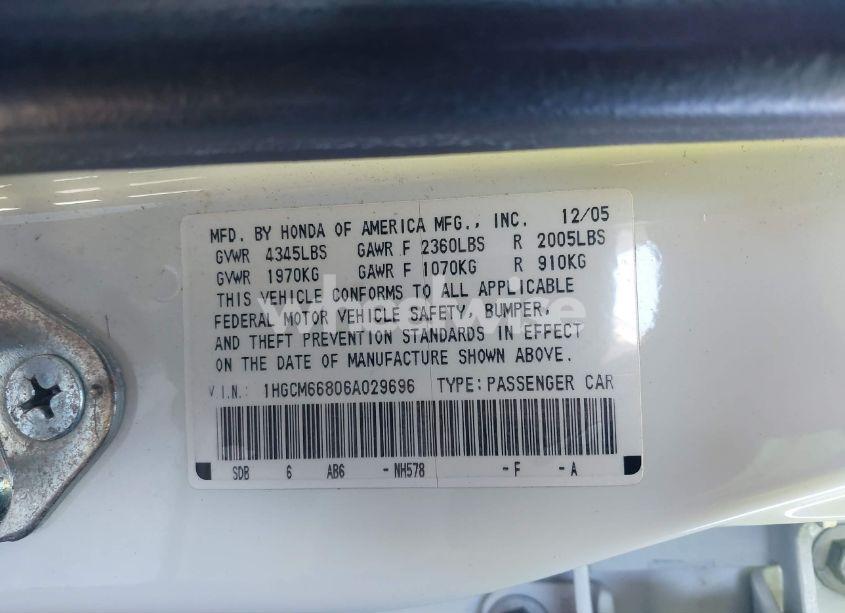 MFD. BY HONDA OF AMERICA MFG., INC. 12/05
GVWR 4345LBS GAWR F 2360LBS R 2005LBS
GVWR 1970KG GAWR F 1070KG R 910KG
THIS VEHICLE CONFORMS TO ALL APPLICABLE
FEDERAL MOTOR VEHICLE SAFETY, BUMPER,
AND THEFT PREVENTION STANDARDS IN EFFECT
ON THE DATE OF MANUFACTURE SHOWN ABOVE.
V.I.N.: 1HGCM66806A029696 TYPE: PASSENGER CAR
SDB 6 AB6 -NH578 -F -A
wheelwire